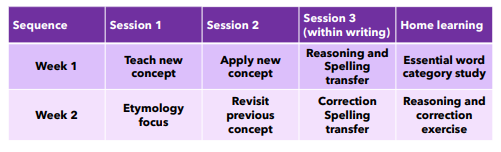 Sequence Session 1 Session 2 Session 3 (within writing) Home learning
Week 1 Teach new concept Apply new concept Reasoning and Spelling transfer Essential word category study
Week 2 Etymology focus Revisit previous concept Correction Spelling transfer Reasoning and correction exercise